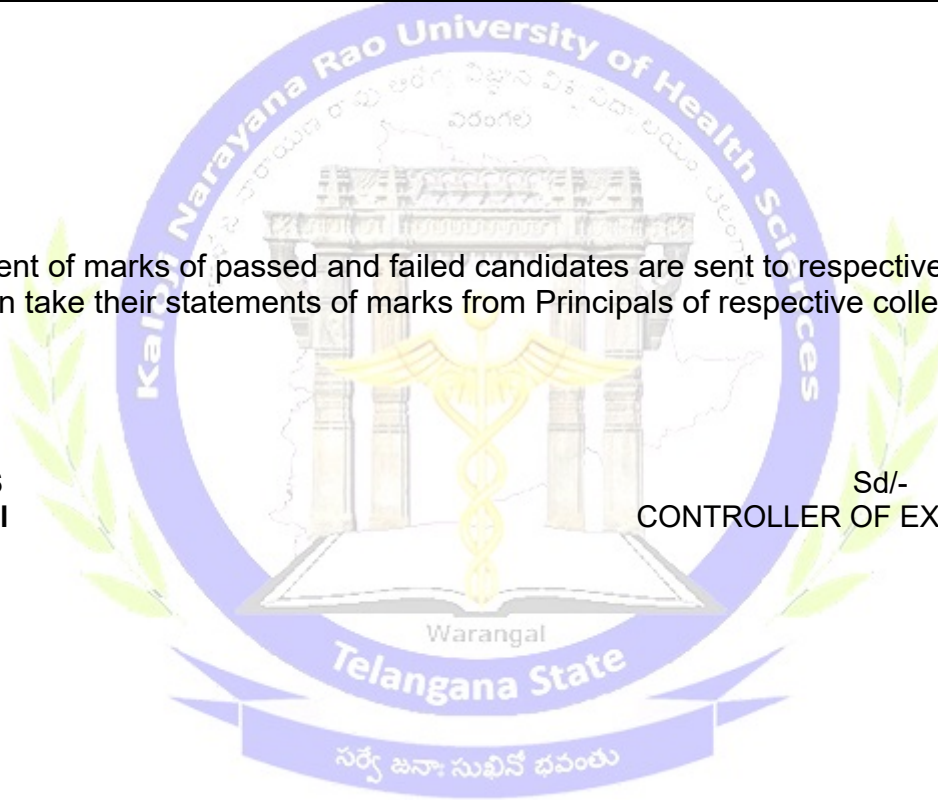 Kaloji Narayana Rao University of Health Sciences
వరంగల్
ent of marks of passed and failed candidates are sent to respective
n take their statements of marks from Principals of respective colle
Sd/-
CONTROLLER OF EX
Warangal
Telangana State
సర్వే జనాః సుఖినో భవంతు